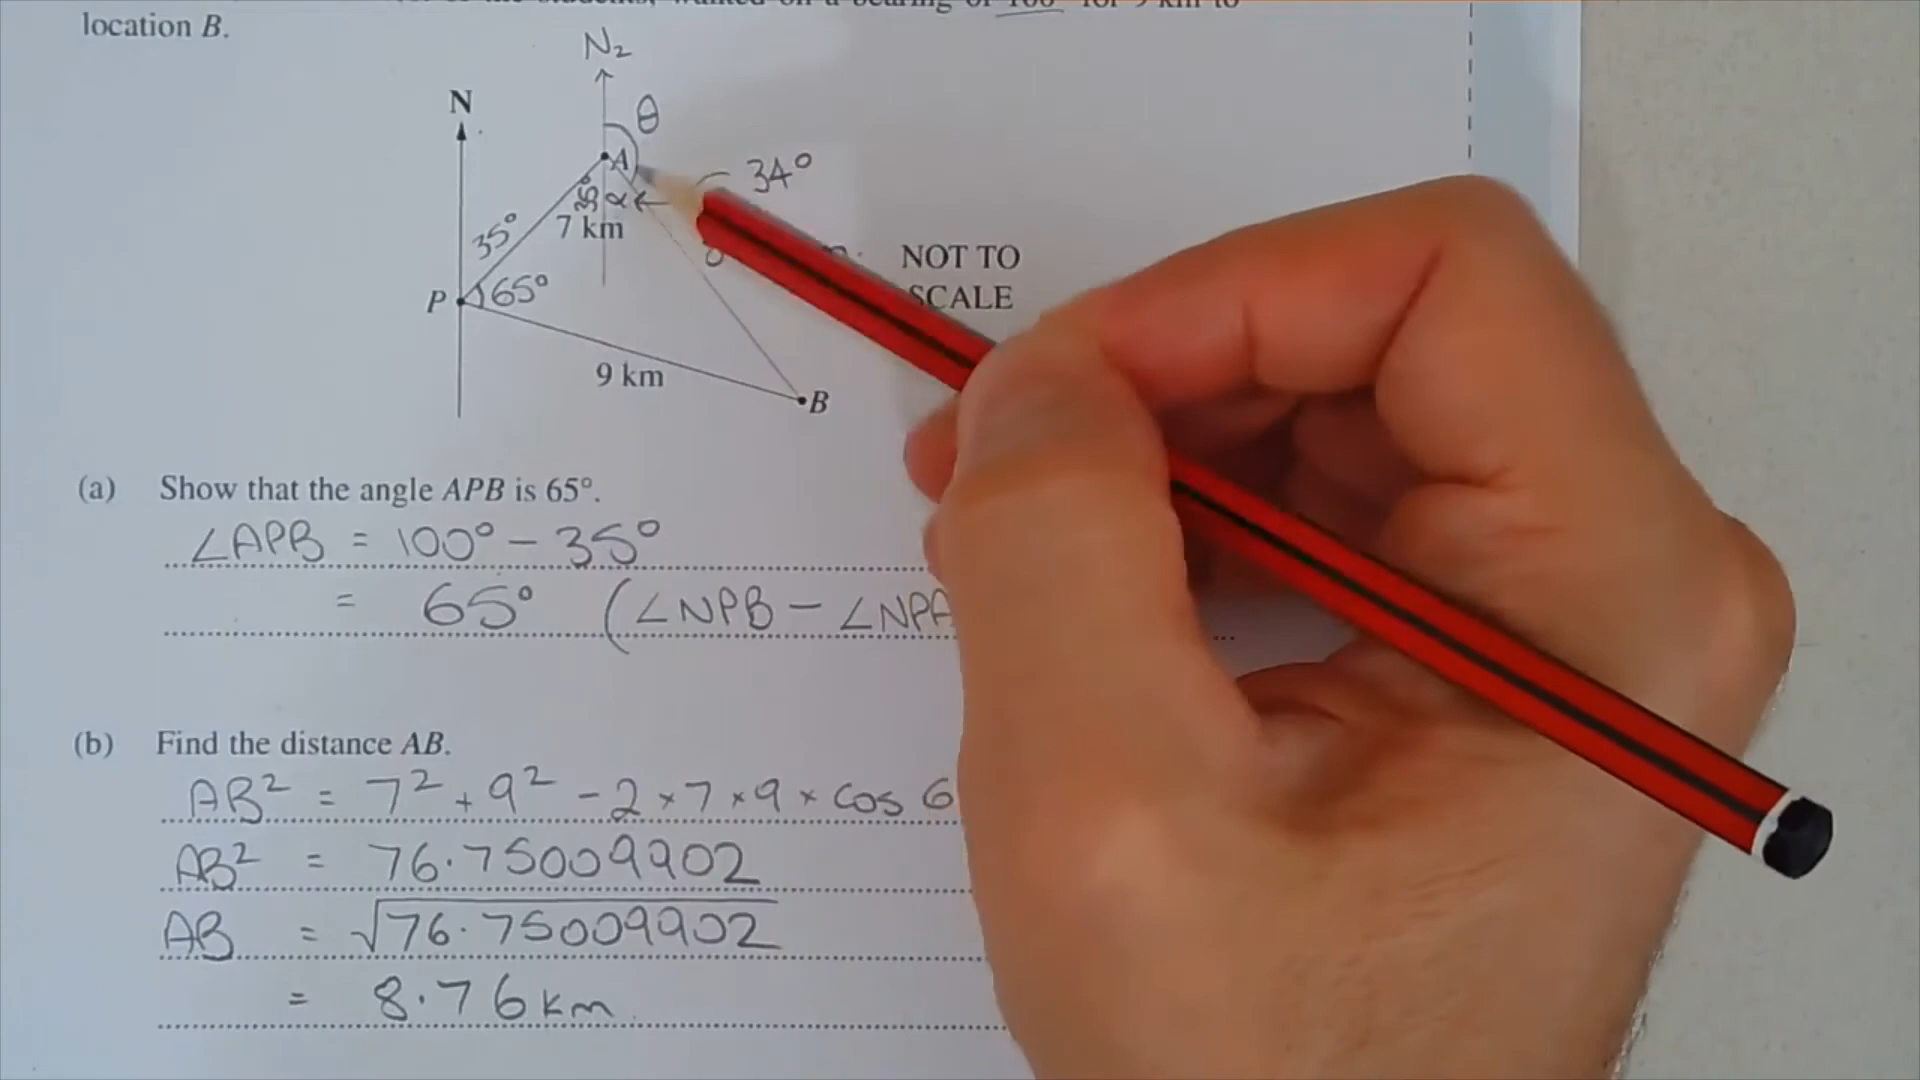 location B.
N₂
N
θ
A
34°
35°
α
7 km
35°
NOT TO
SCALE
P
65°
9 km
B
(a) Show that the angle APB is 65°.
∠APB = 100° - 35°
= 65° (∠NPB - ∠NPA
(b) Find the distance AB.
AB² = 7² + 9² - 2 × 7 × 9 × cos 6
AB² = 76.75009902
AB = √76.75009902
= 8.76 km